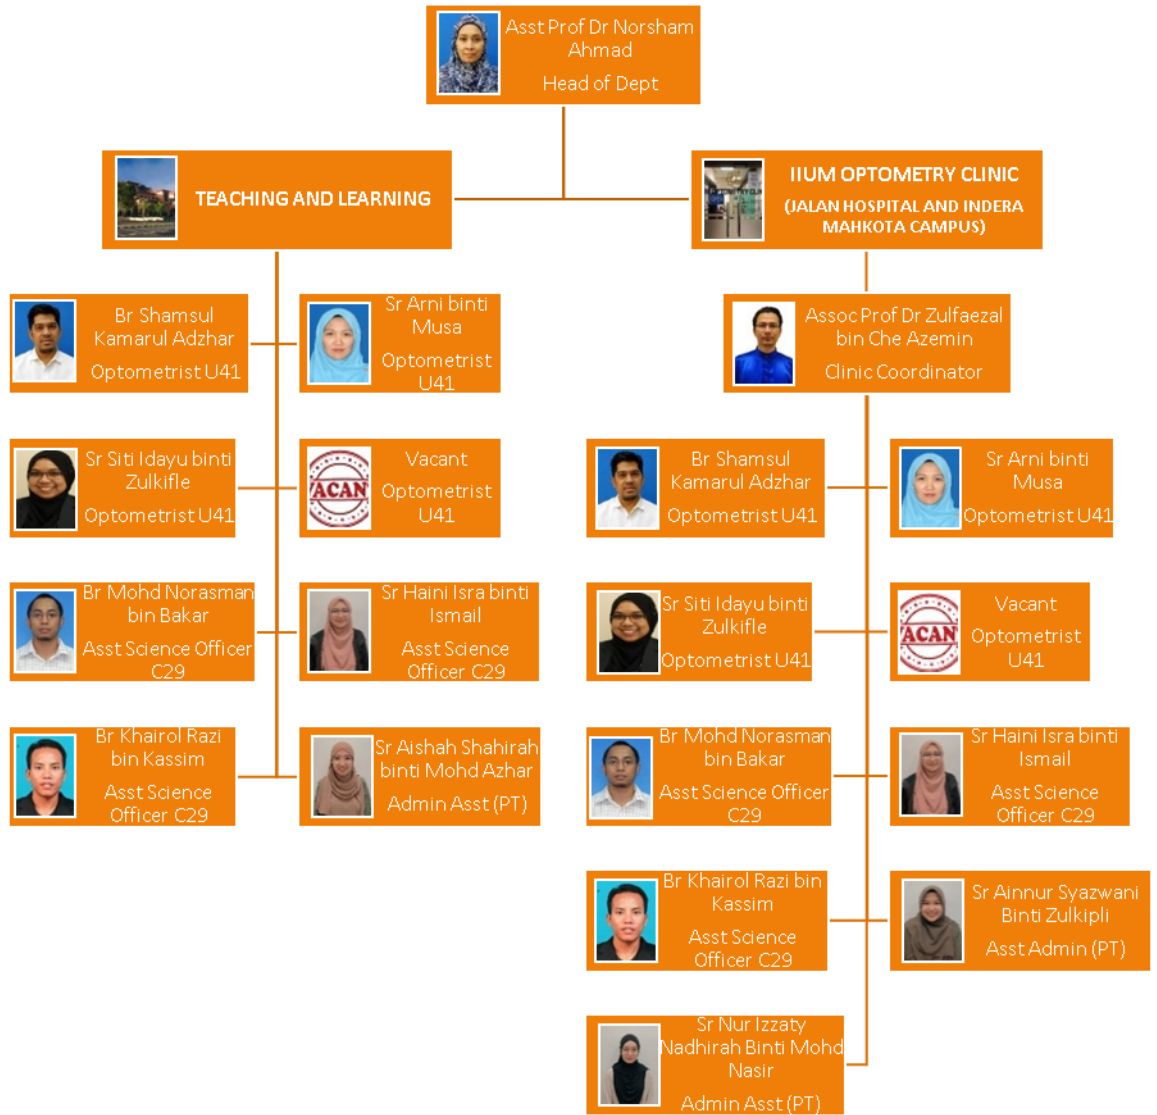 Asst Prof Dr Norsham
Ahmad
Head of Dept
TEACHING AND LEARNING
IIUM OPTOMETRY CLINIC
(JALAN HOSPITAL AND INDERA
MAHKOTA CAMPUS)
Br Shamsul
Kamarul Adzhar
Optometrist U41
Sr Arni binti
Musa
Optometrist
U41
Sr Siti Idayu binti
Zulkifle
Optometrist U41
ACAN
Vacant
Optometrist
U41
Br Mohd Norasman
bin Bakar
Asst Science Officer
C29
Sr Haini Isra binti
Ismail
Asst Science
Officer C29
Br Khairol Razi
bin Kassim
Asst Science
Officer C29
Sr Aishah Shahirah
binti Mohd Azhar
Admin Asst (PT)
Assoc Prof Dr Zulfaezal
bin Che Azemin
Clinic Coordinator
Br Shamsul
Kamarul Adzhar
Optometrist U41
Sr Arni binti
Musa
Optometrist U41
Sr Siti Idayu binti
Zulkifle
Optometrist U41
ACAN
Vacant
Optometrist
U41
Br Mohd Norasman
bin Bakar
Asst Science Officer
C29
Sr Haini Isra binti
Ismail
Asst Science
Officer C29
Br Khairol Razi bin
Kassim
Asst Science
Officer C29
Sr Ainnur Syazwani
Binti Zulkipli
Asst Admin (PT)
Sr Nur Izzaty
Nadhirah Binti Mohd
Nasir
Admin Asst (PT)